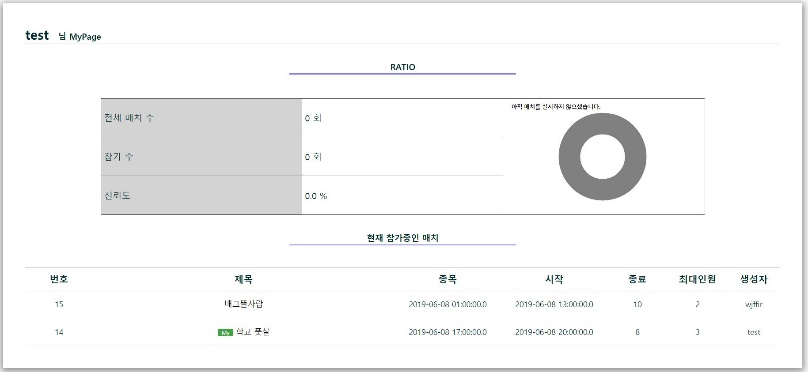 test 님 MyPage
RATIO
전체 매치 수 0 회
아직 매치를 실시하지 않으셨습니다.
참가 수 0 회
신뢰도 0.0 %
현재 참가중인 매치
번호 제목 종목 시작 종료 최대인원 생성자
15 배그뜰사람 2019-06-08 01:00:00.0 2019-06-08 13:00:00.0 10 2 wjffir
14 My 학교 풋살 2019-06-08 17:00:00.0 2019-06-08 20:00:00.0 8 3 test